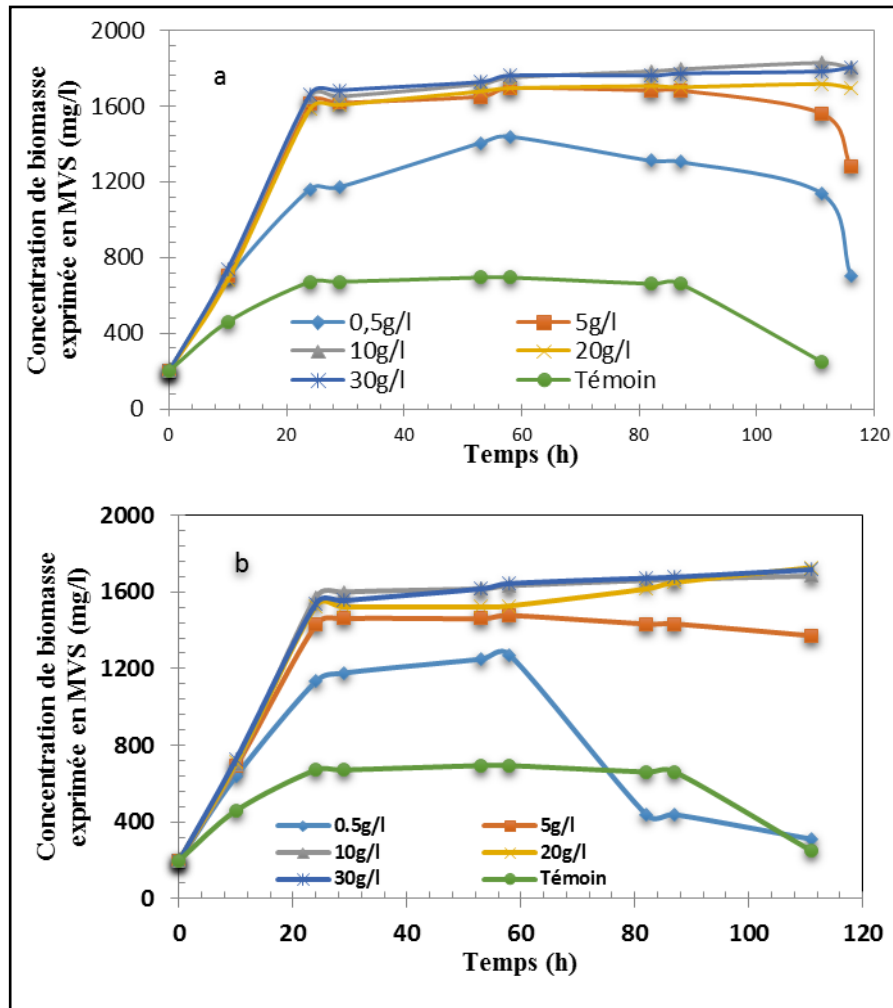 a
Concentration de biomasse
exprimée en MVS (mg/l)
2000
1600
1200
800
400
0
0,5g/l 5g/l
10g/l 20g/l
30g/l Témoin
0 20 40 60 80 100 120
Temps (h)
b
Concentration de biomasse
exprimée en MVS (mg/l)
2000
1600
1200
800
400
0
0.5g/l 5g/l
10g/l 20g/l
30g/l Témoin
0 20 40 60 80 100 120
Temps (h)